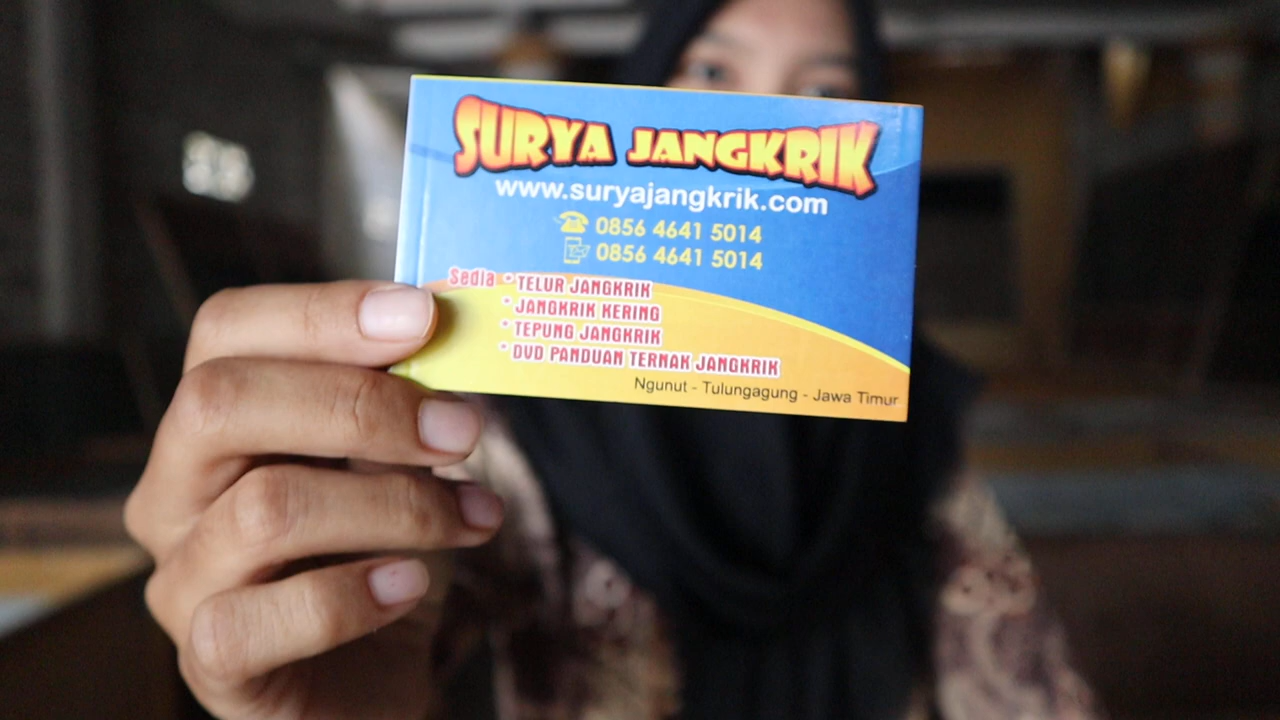 SURYA JANGKRIK
www.suryajangkrik.com
0856 4641 5014
0856 4641 5014
Sedia * TELUR JANGKRIK
* JANGKRIK KERING
* TEPUNG JANGKRIK
* DVD PANDUAN TERNAK JANGKRIK
Ngunut - Tulungagung - Jawa Timur